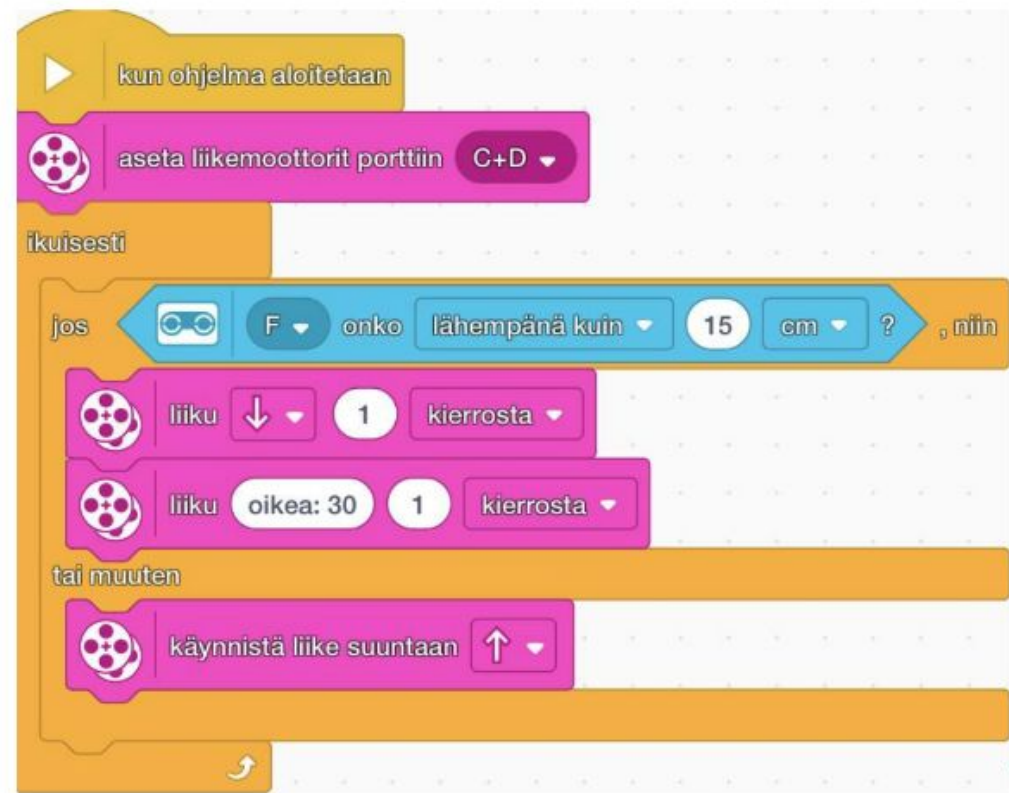 kun ohjelma aloitetaan
aseta liikemoottorit porttiin C+D
ikuisesti
jos F onko lähempänä kuin 15 cm ? , niin
liiku ↓ 1 kierrosta
liiku oikea: 30 1 kierrosta
tai muuten
käynnistä liike suuntaan ↑